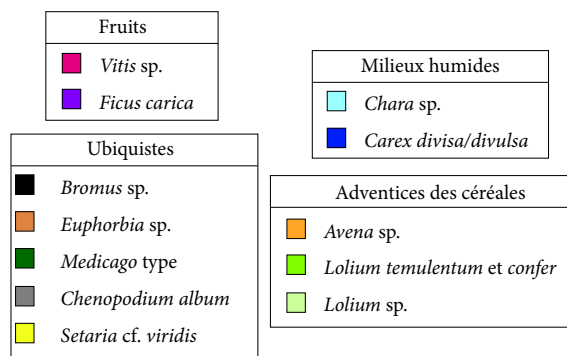 Fruits
Vitis sp.
Ficus carica
Ubiquistes
Bromus sp.
Euphorbia sp.
Medicago type
Chenopodium album
Setaria cf. viridis
Milieux humides
Chara sp.
Carex divisa/divulsa
Adventices des céréales
Avena sp.
Lolium temulentum et confer
Lolium sp.